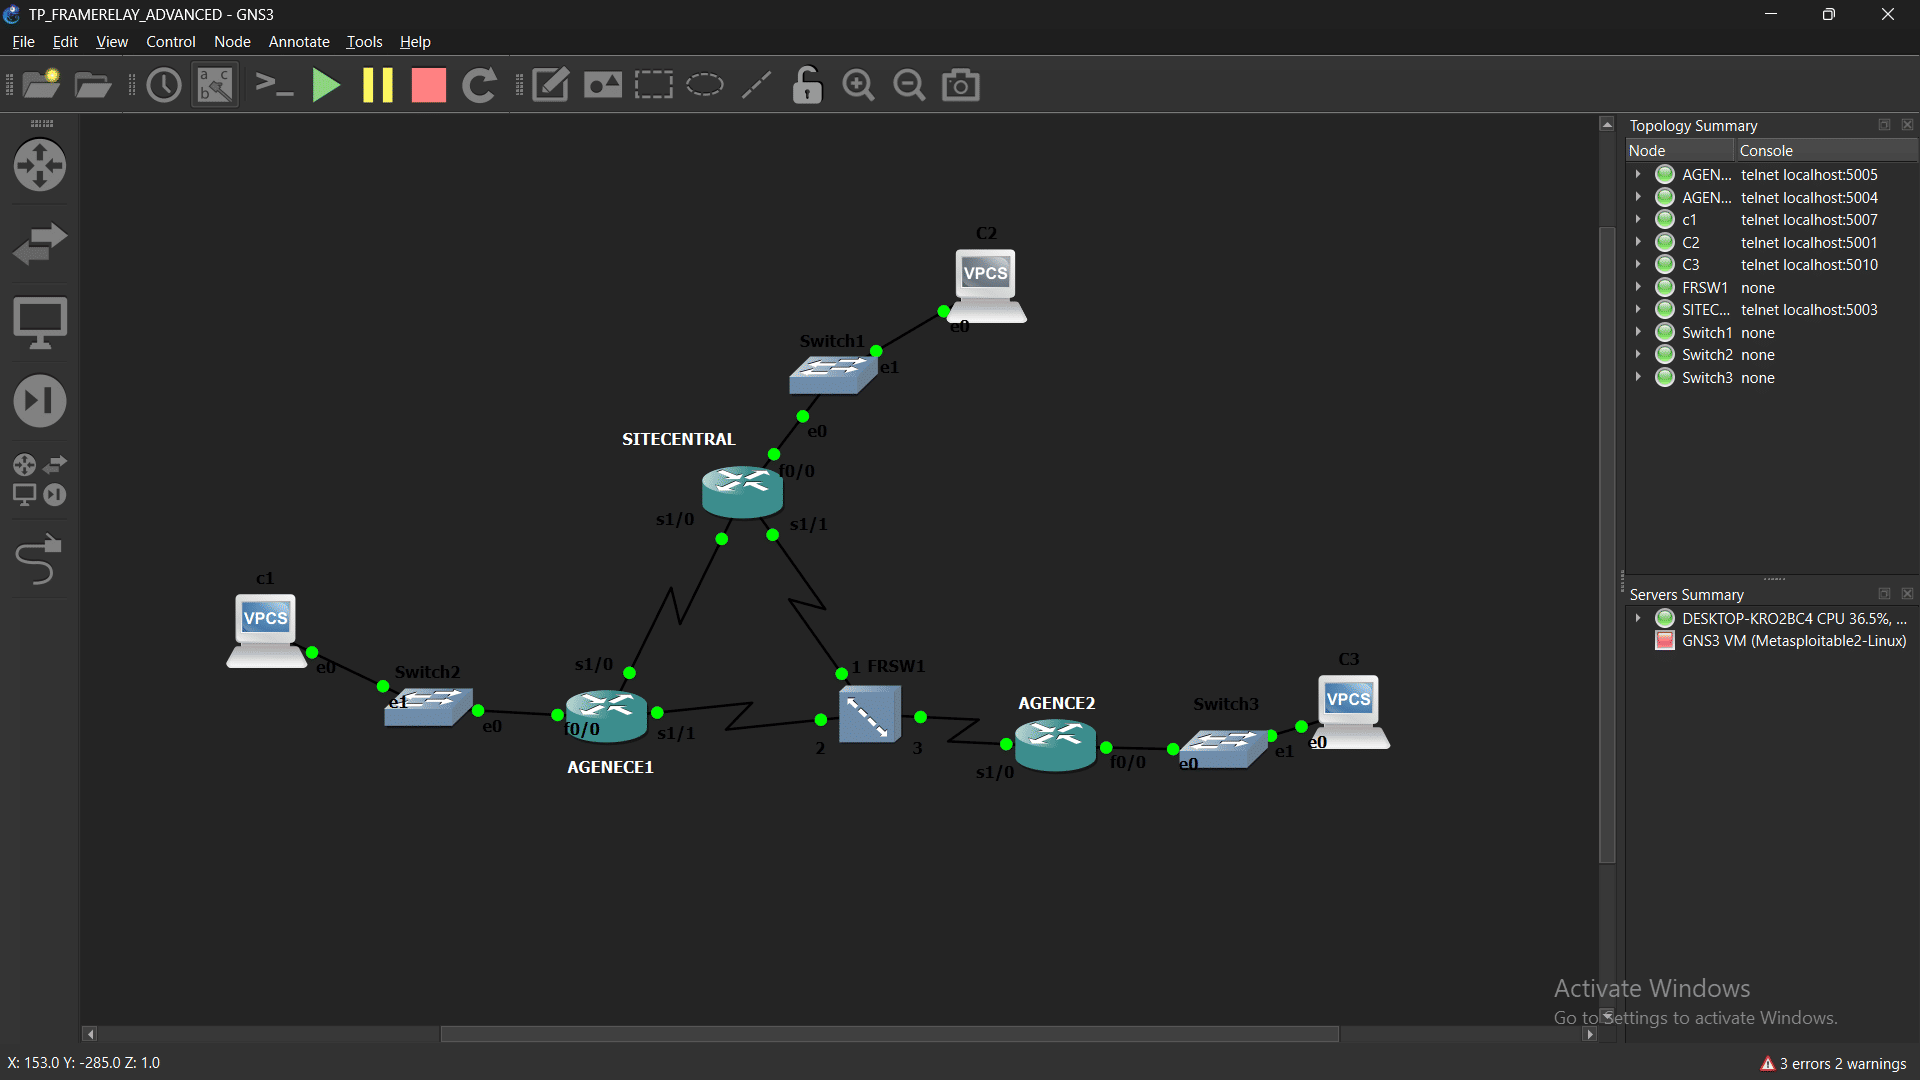 TP_FRAMERELAY_ADVANCED - GNS3
File Edit View Control Node Annotate Tools Help
a c
b
Topology Summary
Node Console
AGEN... telnet localhost:5005
AGEN... telnet localhost:5004
c1 telnet localhost:5007
C2 telnet localhost:5001
C3 telnet localhost:5010
FRSW1 none
SITEC... telnet localhost:5003
Switch1 none
Switch2 none
Switch3 none
C2
VPCS
e0
Switch1
e1
e0
SITECENTRAL
f0/0
s1/0
s1/1
c1
VPCS
e0
Switch2
e1
e0
s1/0
f0/0
s1/1
AGENECE1
1 FRSW1
2
3
AGENCE2
s1/0
f0/0
Switch3
e0
e1
C3
VPCS
e0
Servers Summary
DESKTOP-KRO2BC4 CPU 36.5%, ...
GNS3 VM (Metasploitable2-Linux)
Activate Windows
Go to Settings to activate Windows.
X: 153.0 Y: -285.0 Z: 1.0
3 errors 2 warnings